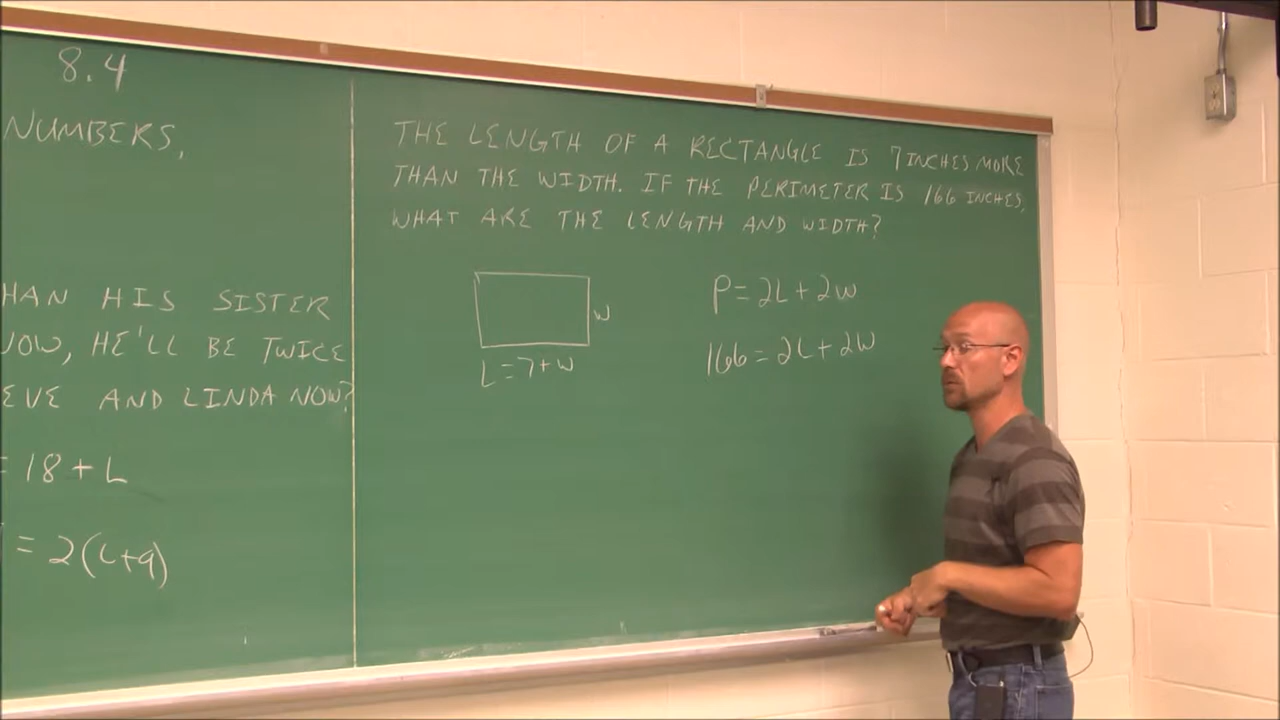 8.4
NUMBERS,
HAN HIS SISTER
NOW, HE'LL BE TWICE
EVE AND LINDA NOW?
= 18 + L
= 2(L+9)
THE LENGTH OF A RECTANGLE IS 7 INCHES MORE
THAN THE WIDTH. IF THE PERIMETER IS 166 INCHES,
WHAT ARE THE LENGTH AND WIDTH?
W
L = 7 + W
P = 2L + 2W
166 = 2L + 2W